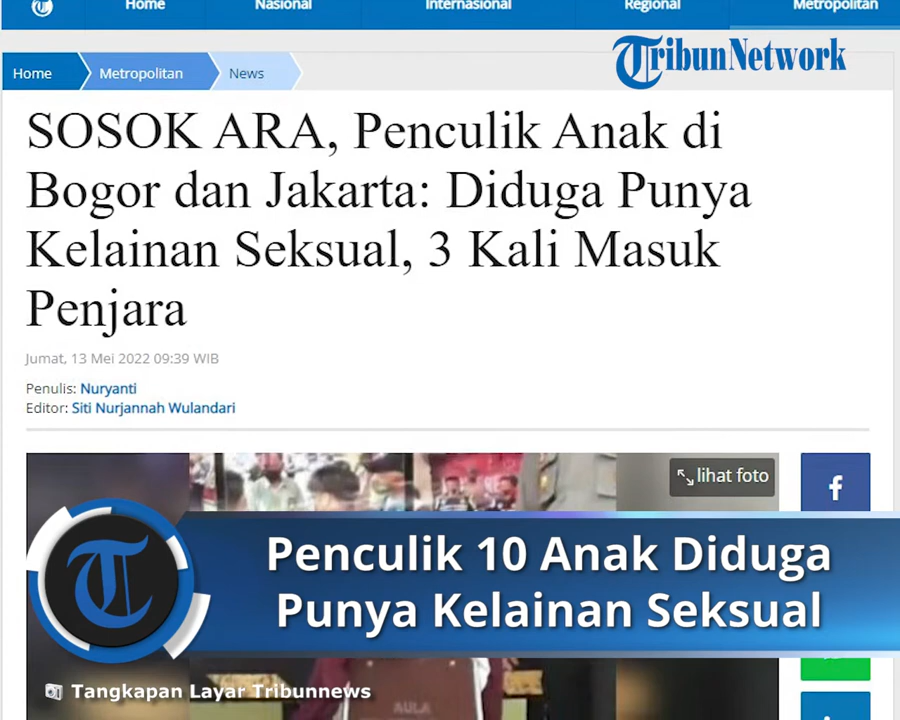 Home Nasional Internasional Regional Metropolitan
Home Metropolitan News
TribunNetwork
SOSOK ARA, Penculik Anak di
Bogor dan Jakarta: Diduga Punya
Kelainan Seksual, 3 Kali Masuk
Penjara
Jumat, 13 Mei 2022 09:39 WIB
Penulis: Nuryanti
Editor: Siti Nurjannah Wulandari
lihat foto
f
T
Penculik 10 Anak Diduga
Punya Kelainan Seksual
Tangkapan Layar Tribunnews
AULA